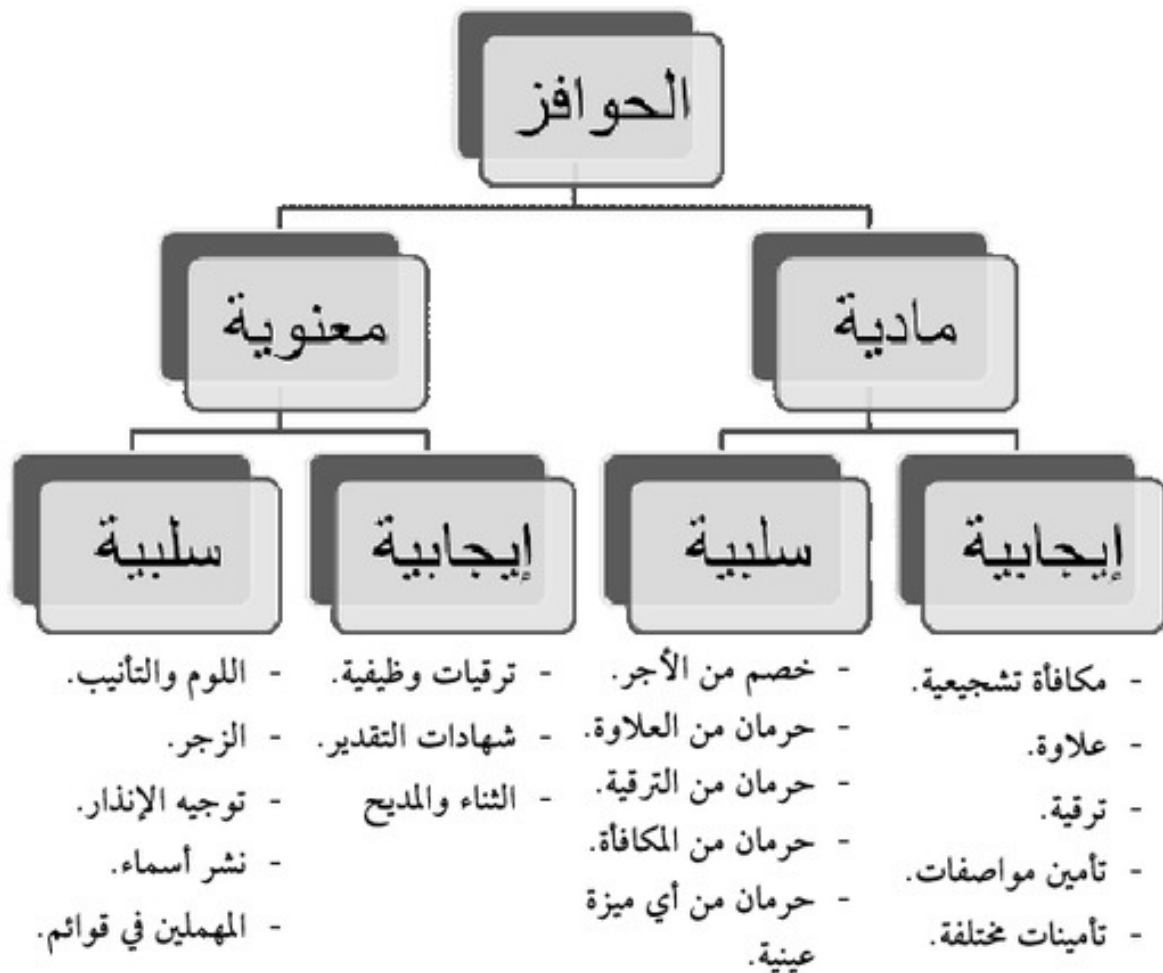 الحوافز
مادية
معنوية
إيجابية
سلبية
إيجابية
سلبية
- مكافأة تشجيعية.
- علاوة.
- ترقية.
- تأمين مواصفات.
- تأمينات مختلفة.
- خصم من الأجر.
- حرمان من العلاوة.
- حرمان من الترقية.
- حرمان من المكافأة.
- حرمان من أي ميزة
عينية.
- ترقيات وظيفية.
- شهادات التقدير.
- الثناء والمديح
- اللوم والتأنيب.
- الزجر.
- توجيه الإنذار.
- نشر أسماء.
- المهملين في قوائم.